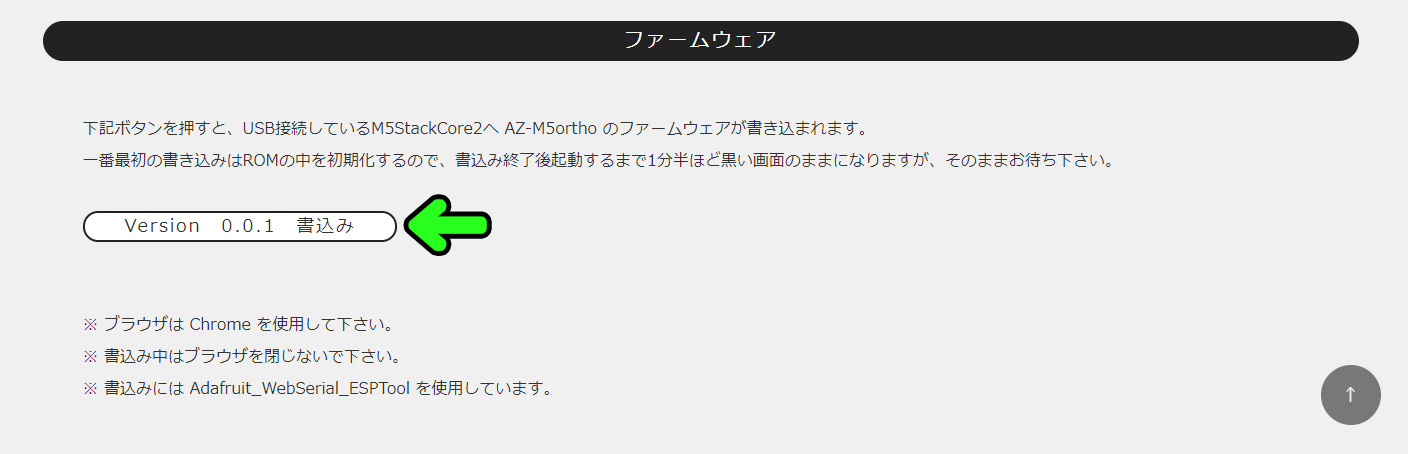 ファームウェア
下記ボタンを押すと、USB接続しているM5StackCore2へ AZ-M5ortho のファームウェアが書き込まれます。
一番最初の書き込みはROMの中を初期化するので、書込み終了後起動するまで1分半ほど黒い画面のままになりますが、そのままお待ち下さい。
Version　0.0.1　書込み
※ ブラウザは Chrome を使用して下さい。
※ 書込み中はブラウザを閉じないで下さい。
※ 書込みには Adafruit_WebSerial_ESPTool を使用しています。
↑